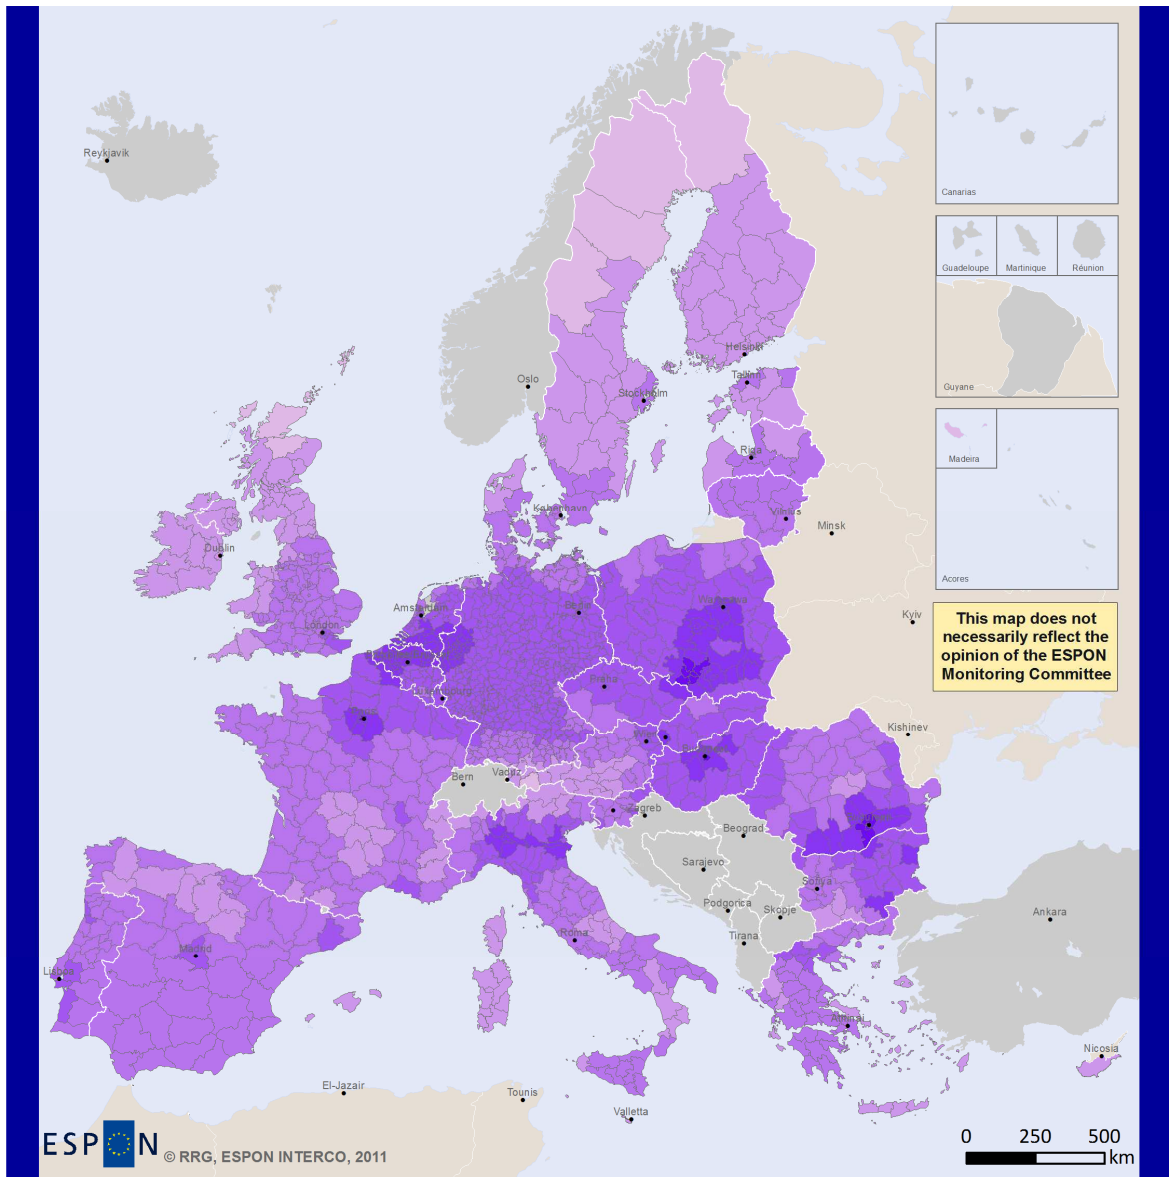 Reykjavik
Canarias
Guadeloupe
Martinique
Réunion
Guyane
Oslo
Helsinki
Tallinn
Stockholm
Madeira
Riga
København
Vilnius
Minsk
Dublin
Acores
Amsterdam
Berlin
Warszawa
Kyiv
London
This map does not
necessarily reflect the
opinion of the ESPON
Monitoring Committee
Praha
Paris
Kishinev
Wien
Bern
Vaduz
Zagreb
Beograd
Sarajevo
Sofiya
Podgorica
Skopje
Ankara
Roma
Tirana
Madrid
Lisboa
Athinai
Nicosia
El-Jazair
Tounis
Valletta
0 250 500
km
ESPON
© RRG, ESPON INTERCO, 2011